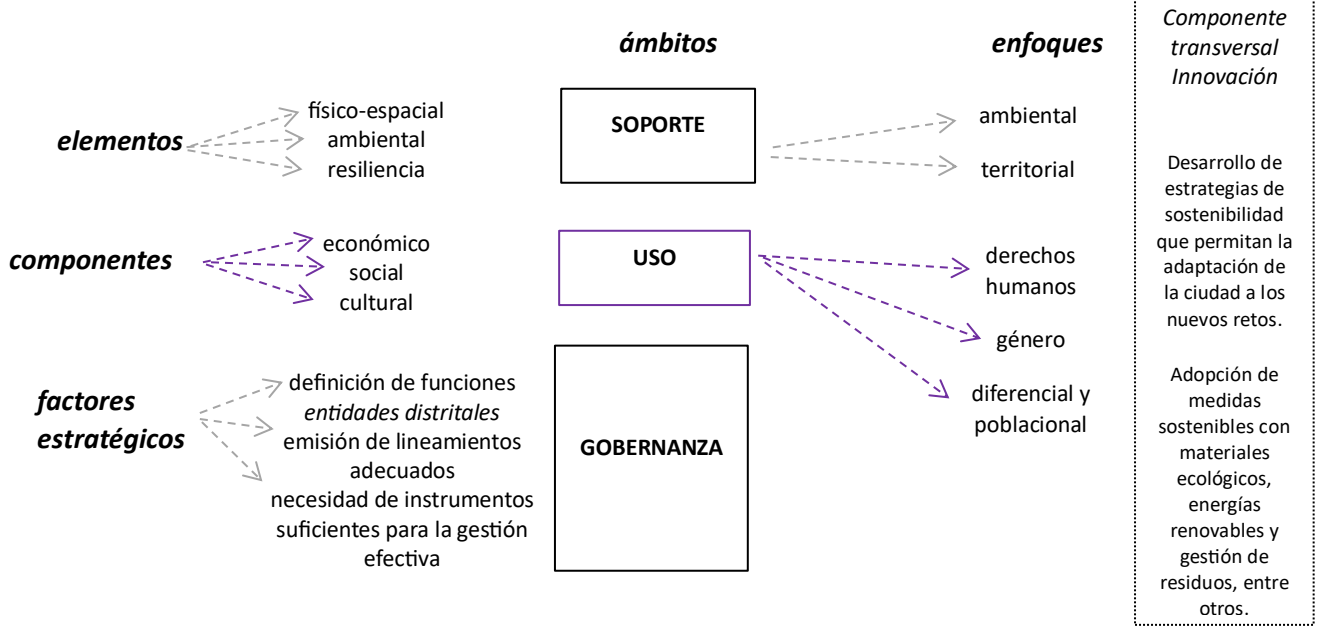 ámbitos
enfoques
elementos
físico-espacial
ambiental
resiliencia
SOPORTE
ambiental
territorial
componentes
económico
social
cultural
USO
derechos
humanos
género
diferencial y
poblacional
factores
estratégicos
definición de funciones
entidades distritales
emisión de lineamientos
adecuados
necesidad de instrumentos
suficientes para la gestión
efectiva
GOBERNANZA
Componente
transversal
Innovación
Desarrollo de
estrategias de
sostenibilidad
que permitan la
adaptación de
la ciudad a los
nuevos retos.
Adopción de
medidas
sostenibles con
materiales
ecológicos,
energías
renovables y
gestión de
residuos, entre
otros.